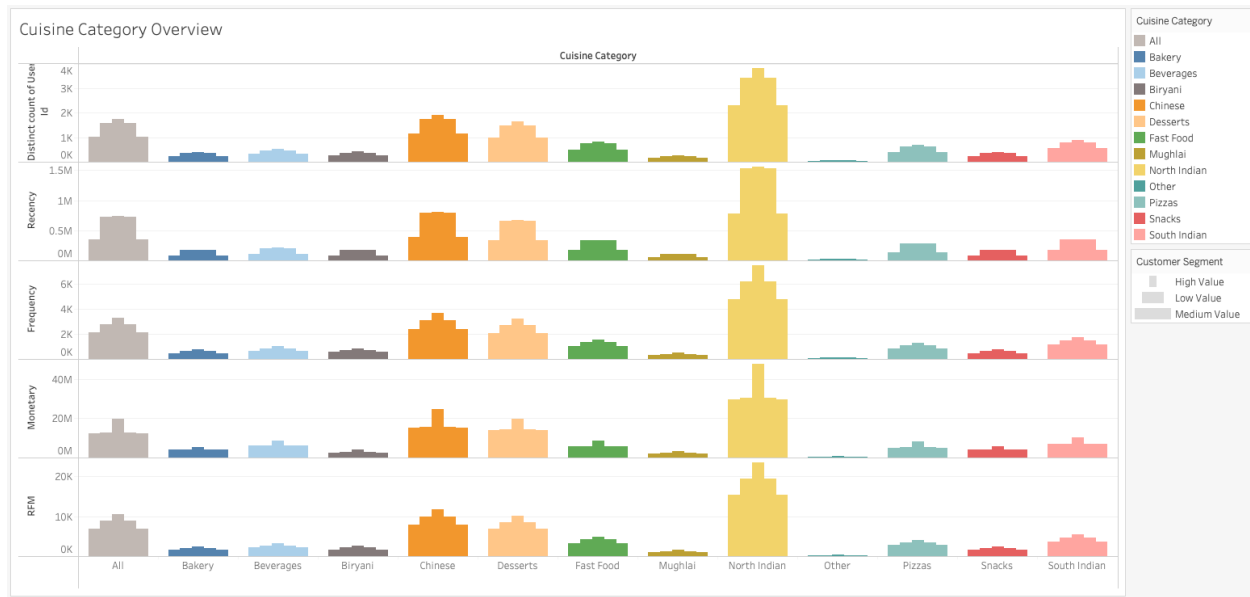 Cuisine Category Overview
Cuisine Category
Distinct count of User
Id
4K
3K
2K
1K
0K
Recency
1.5M
1M
0.5M
0M
Frequency
6K
4K
2K
0K
Monetary
40M
20M
0M
RFM
20K
10K
0K
All
Bakery
Beverages
Biryani
Chinese
Desserts
Fast Food
Mughlai
North Indian
Other
Pizzas
Snacks
South Indian
Cuisine Category
All
Bakery
Beverages
Biryani
Chinese
Desserts
Fast Food
Mughlai
North Indian
Other
Pizzas
Snacks
South Indian
Customer Segment
High Value
Low Value
Medium Value